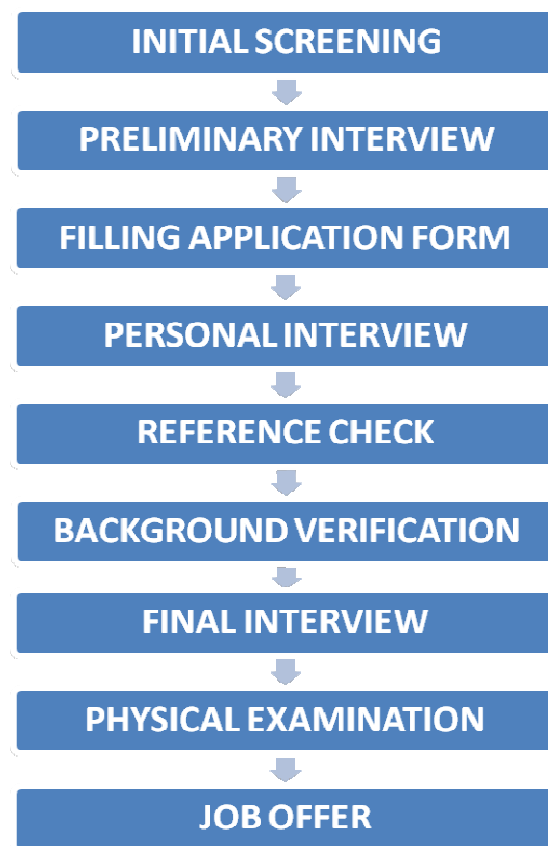 INITIAL SCREENING
PRELIMINARY INTERVIEW
FILLING APPLICATION FORM
PERSONAL INTERVIEW
REFERENCE CHECK
BACKGROUND VERIFICATION
FINAL INTERVIEW
PHYSICAL EXAMINATION
JOB OFFER